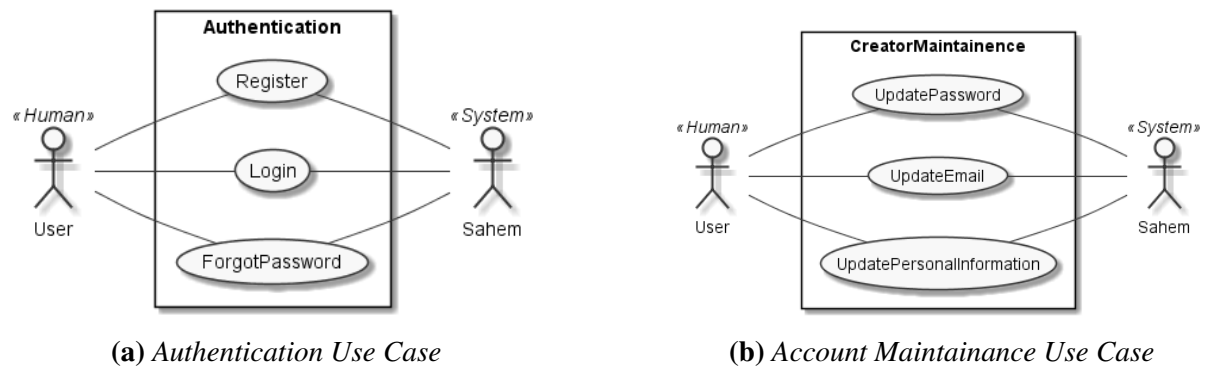 Authentication
Register
«Human»
«System»
Login
User
Sahem
ForgotPassword
(a) Authentication Use Case
CreatorMaintainence
UpdatePassword
«Human»
«System»
UpdateEmail
User
Sahem
UpdatePersonalInformation
(b) Account Maintainance Use Case